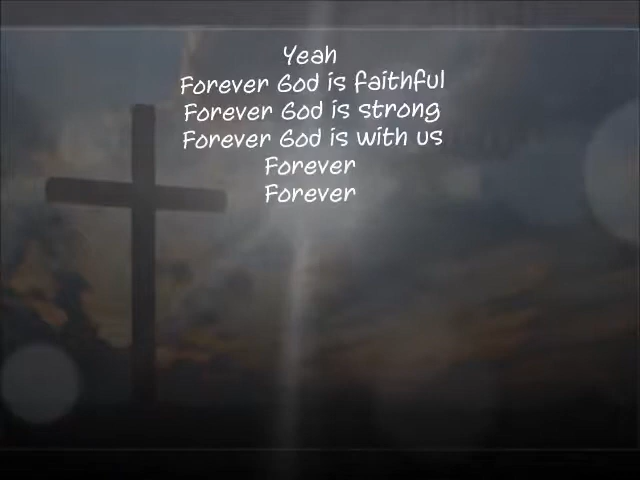 Yeah
Forever God is faithful
Forever God is strong
Forever God is with us
Forever
Forever